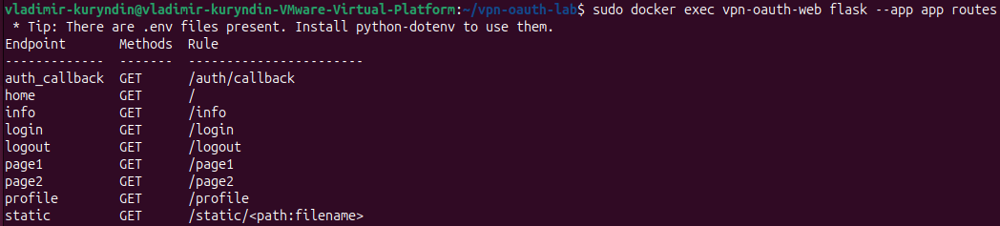 vladimir-kuryndin@vladimir-kuryndin-VMware-Virtual-Platform:~/vpn-oauth-lab$ sudo docker exec vpn-oauth-web flask --app app routes
 * Tip: There are .env files present. Install python-dotenv to use them.
Endpoint       Methods  Rule
-------------  -------  -----------------------
auth_callback  GET      /auth/callback
home           GET      /
info           GET      /info
login          GET      /login
logout         GET      /logout
page1          GET      /page1
page2          GET      /page2
profile        GET      /profile
static         GET      /static/<path:filename>